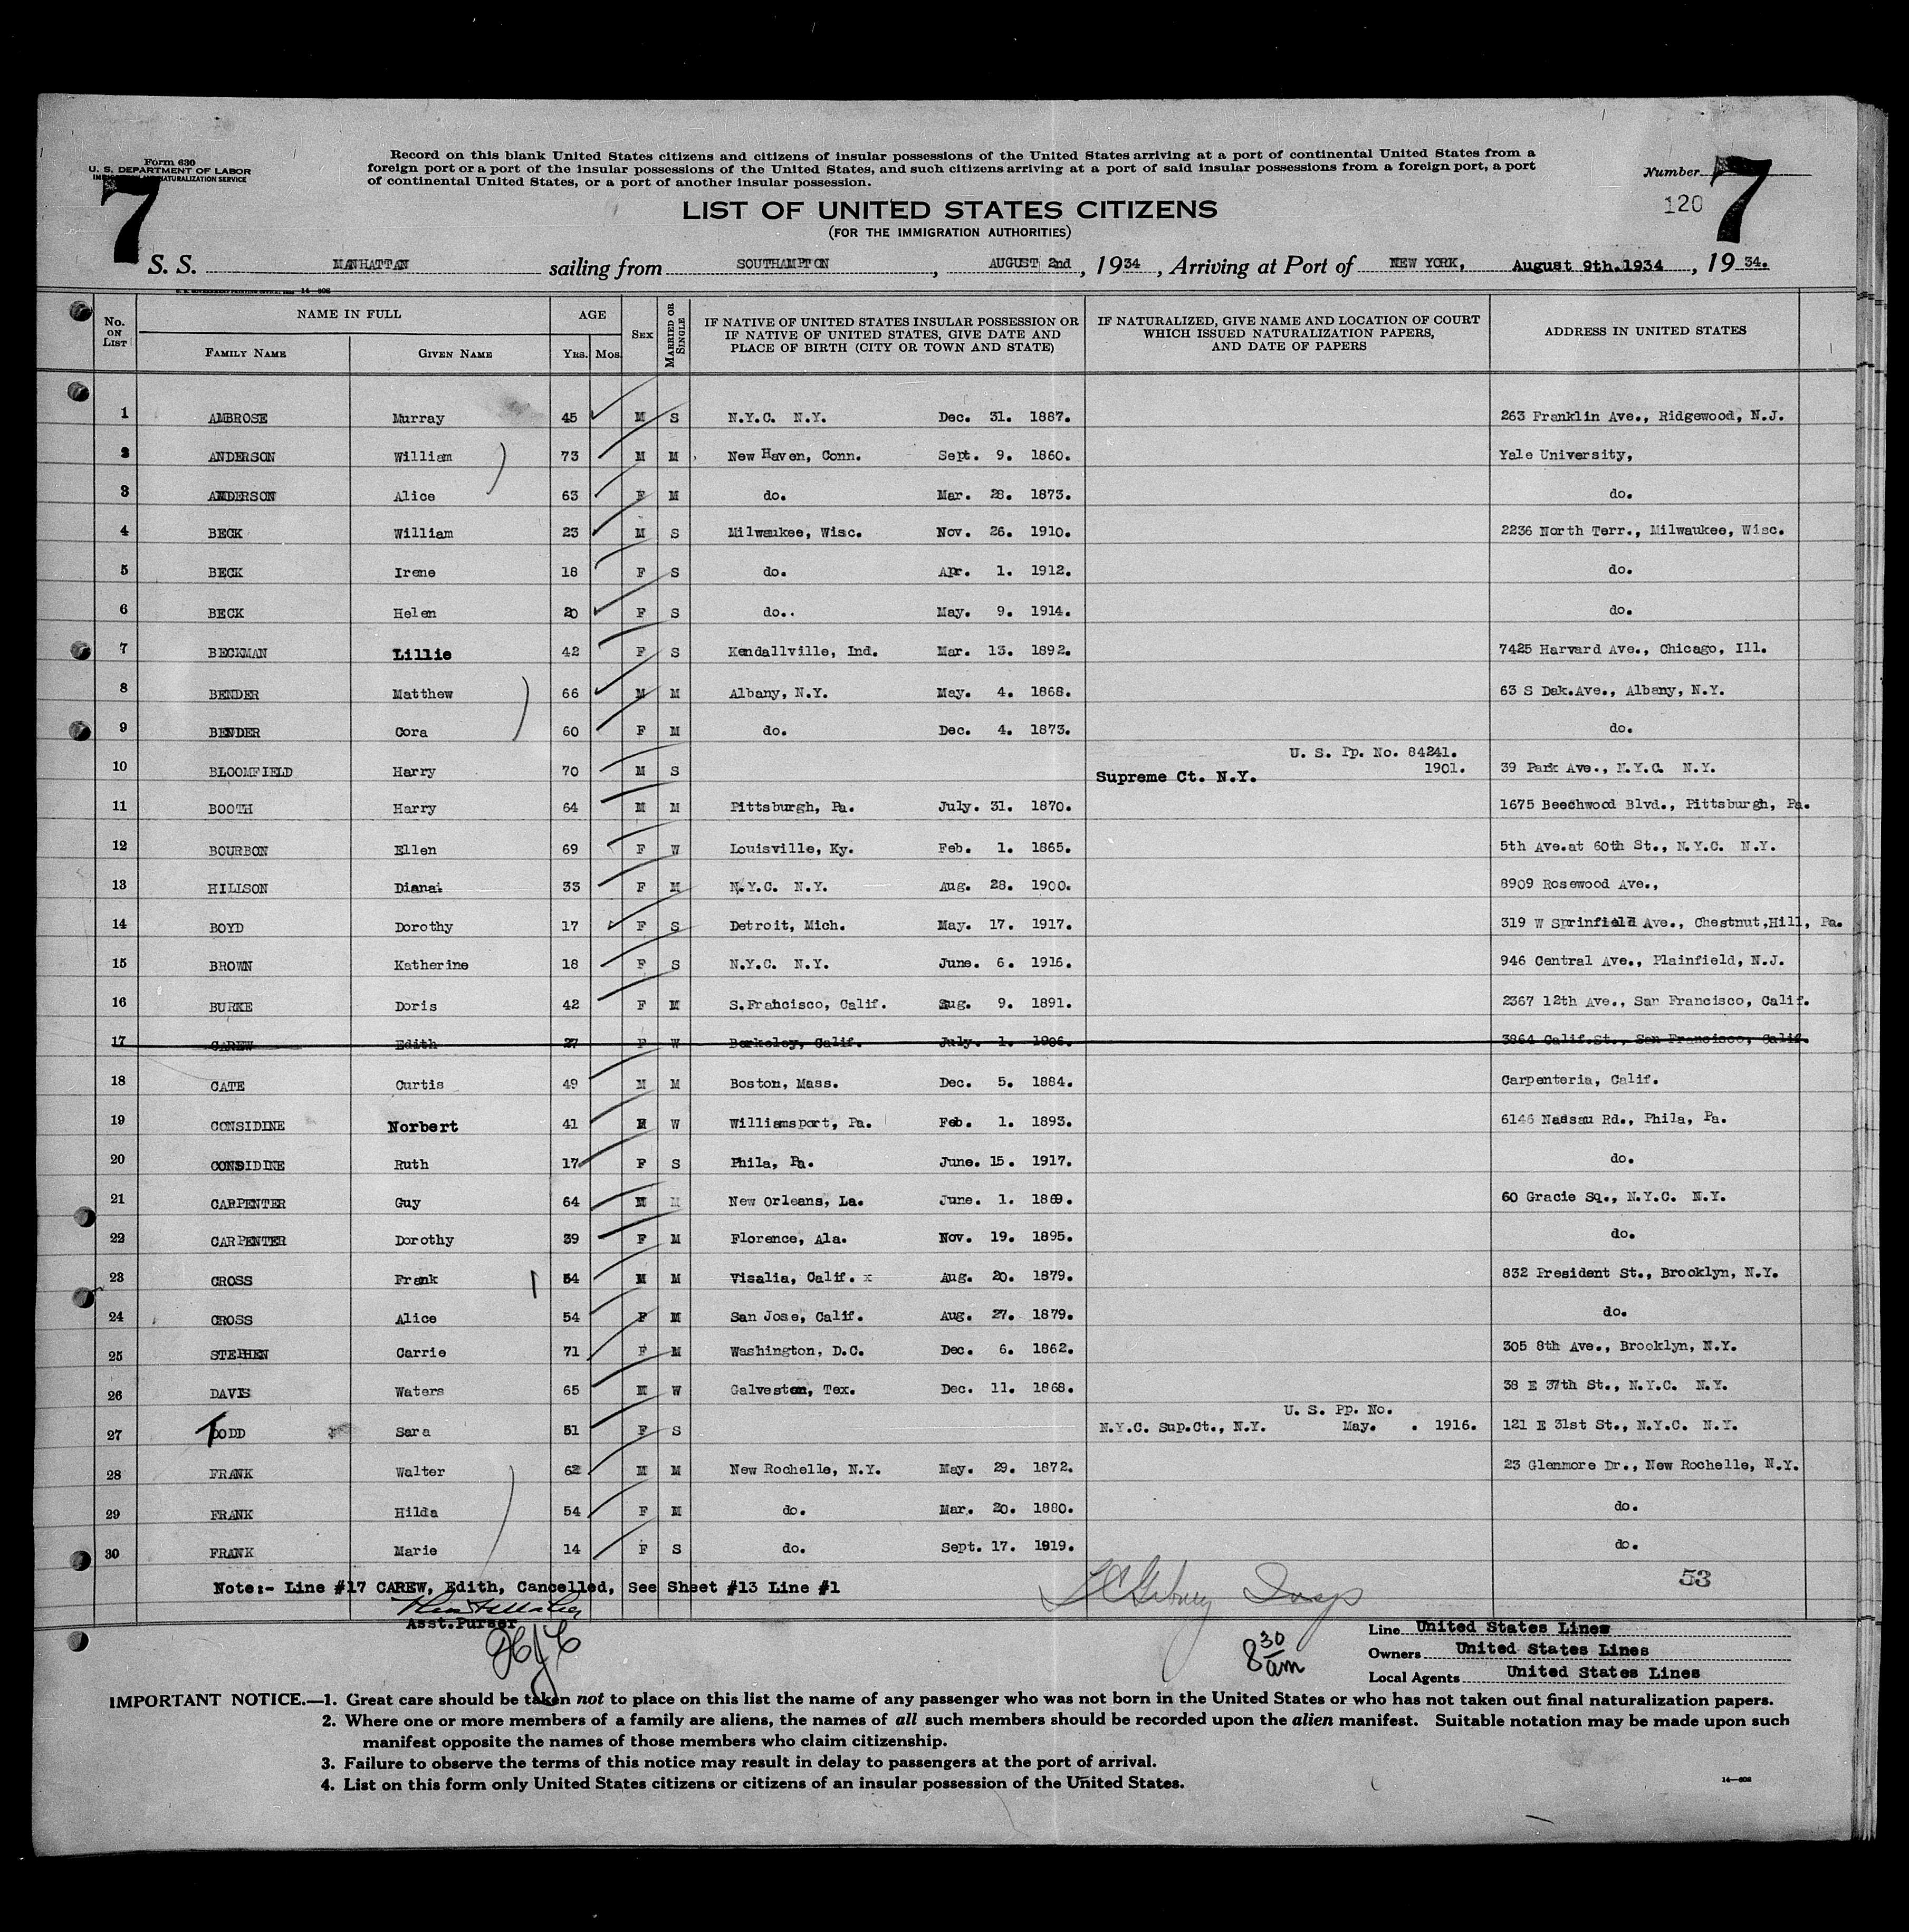 Form 630
U. S. DEPARTMENT OF LABOR
IMMIGRATION AND NATURALIZATION SERVICE
7
Record on this blank United States citizens and citizens of insular possessions of the United States arriving at a port of continental United States from a
foreign port or a port of the insular possessions of the United States, and such citizens arriving at a port of said insular possessions from a foreign port, a port
of continental United States, or a port of another insular possession.
Number 7
120
LIST OF UNITED STATES CITIZENS
(FOR THE IMMIGRATION AUTHORITIES)
S. S. MANHATTAN sailing from SOUTHAMPTON, AUGUST 2nd, 1934, Arriving at Port of NEW YORK, August 9th.1934, 19 34.
No. ON LIST NAME IN FULL FAMILY NAME GIVEN NAME AGE YRS. MOS. SEX MARRIED OR SINGLE IF NATIVE OF UNITED STATES INSULAR POSSESSION OR IF NATIVE OF UNITED STATES, GIVE DATE AND PLACE OF BIRTH (CITY OR TOWN AND STATE) IF NATURALIZED, GIVE NAME AND LOCATION OF COURT WHICH ISSUED NATURALIZATION PAPERS, AND DATE OF PAPERS ADDRESS IN UNITED STATES
1 AMBROSE Murray 45 M S N.Y.C. N.Y. Dec. 31. 1887. 263 Franklin Ave., Ridgewood, N.J.
2 ANDERSON William 73 M M New Haven, Conn. Sept. 9. 1860. Yale University,
3 ANDERSON Alice 63 F M do. Mar. 28. 1873. do.
4 BECK William 23 M S Milwaukee, Wisc. Nov. 26. 1910. 2236 North Terr., Milwaukee, Wisc.
5 BECK Irene 18 F S do. Apr. 1. 1912. do.
6 BECK Helen 20 F S do.. May. 9. 1914. do.
7 BECKMAN Lillie 42 F S Kendallville, Ind. Mar. 13. 1892. 7425 Harvard Ave., Chicago, Ill.
8 BENDER Matthew 66 M M Albany, N.Y. May. 4. 1868. 63 S Dak.Ave., Albany, N.Y.
9 BENDER Cora 60 F M do. Dec. 4. 1873. do.
U. S. Pp. No. 84241.
10 BLOOMFIELD Harry 70 M S Supreme Ct. N.Y. 1901. 39 Park Ave., N.Y.C. N.Y.
11 BOOTH Harry 64 M M Pittsburgh, Pa. July. 31. 1870. 1675 Beechwood Blvd., Pittsburgh, Pa.
12 BOURBON Ellen 69 F W Louisville, Ky. Feb. 1. 1865. 5th Ave.at 60th St., N.Y.C. N.Y.
13 HILLSON Diana. 33 F M N.Y.C. N.Y. Aug. 28. 1900. 8909 Rosewood Ave.,
14 BOYD Dorothy 17 F S Detroit, Mich. May. 17. 1917. 319 W Sprinfield Ave., Chestnut,Hill, Pa.
15 BROWN Katherine 18 F S N.Y.C. N.Y. June. 6. 1916. 946 Central Ave., Plainfield, N.J.
16 BURKE Doris 42 F M S.Francisco, Calif. Aug. 9. 1891. 2367 12th Ave., San Francisco, Calif.
17 CAREW Edith 27 F W Berkeley, Calif. July. 1. 1906. 3864 Calif.St., San Francisco, Calif.
18 CATE Curtis 49 M M Boston, Mass. Dec. 5. 1884. Carpenteria, Calif.
19 CONSIDINE Norbert 41 M W Williamsport, Pa. Feb. 1. 1893. 6146 Nassau Rd., Phila, Pa.
20 CONSIDINE Ruth 17 F S Phila, Pa. June. 15. 1917. do.
21 CARPENTER Guy 64 M M New Orleans, La. June. 1. 1869. 60 Gracie Sq., N.Y.C. N.Y.
22 CARPENTER Dorothy 39 F M Florence, Ala. Nov. 19. 1895. do.
23 CROSS Frank 54 M M Visalia, Calif. x Aug. 20. 1879. 832 President St., Brooklyn, N.Y.
24 CROSS Alice 54 F M San Jose, Calif. Aug. 27. 1879. do.
25 STEPHEN Carrie 71 F M Washington, D.C. Dec. 6. 1862. 305 8th Ave., Brooklyn, N.Y.
26 DAVIS Waters 65 M W Galveston, Tex. Dec. 11. 1868. 38 E 37th St., N.Y.C. N.Y.
U. S. Pp. No.
27 TODD Sara 51 F S N.Y.C. Sup.Ct., N.Y. May. . 1916. 121 E 31st St., N.Y.C. N.Y.
28 FRANK Walter 62 M M New Rochelle, N.Y. May. 29. 1872. 23 Glenmore Dr., New Rochelle, N.Y.
29 FRANK Hilda 54 F M do. Mar. 20. 1880. do.
30 FRANK Marie 14 F S do. Sept. 17. 1919. do.
Note:- Line #17 CAREW, Edith, Cancelled, See Sheet #13 Line #1
53
Asst.Purser
8 30 am
Line United States Lines
Owners United States Lines
Local Agents United States Lines
IMPORTANT NOTICE.—1. Great care should be taken not to place on this list the name of any passenger who was not born in the United States or who has not taken out final naturalization papers.
2. Where one or more members of a family are aliens, the names of all such members should be recorded upon the alien manifest. Suitable notation may be made upon such
manifest opposite the names of those members who claim citizenship.
3. Failure to observe the terms of this notice may result in delay to passengers at the port of arrival.
4. List on this form only United States citizens or citizens of an insular possession of the United States.
14—802